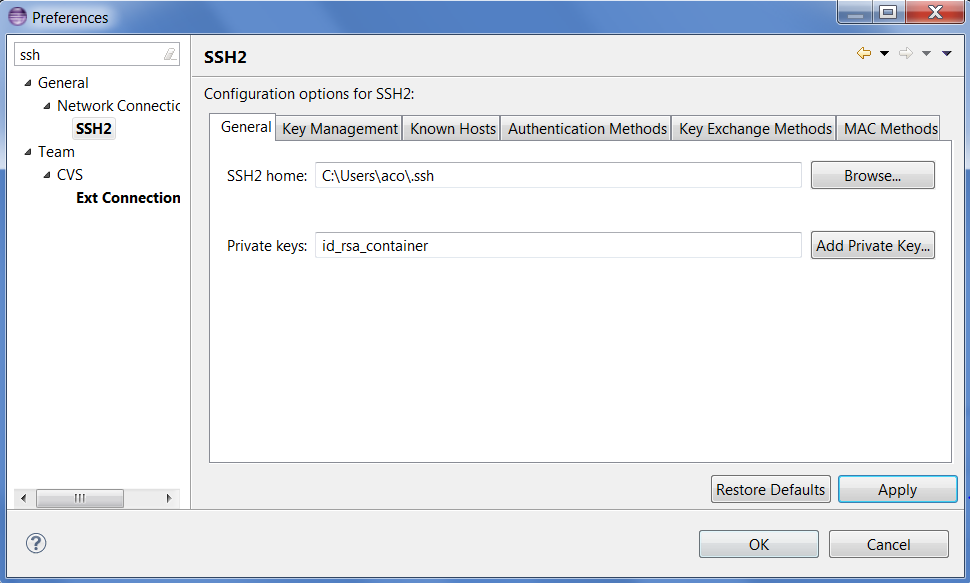 Preferences
ssh
General
Network Connectic
SSH2
Team
CVS
Ext Connection
SSH2
Configuration options for SSH2:
General Key Management Known Hosts Authentication Methods Key Exchange Methods MAC Methods
SSH2 home: C:\Users\aco\.ssh Browse...
Private keys: id_rsa_container Add Private Key...
Restore Defaults Apply
? OK Cancel